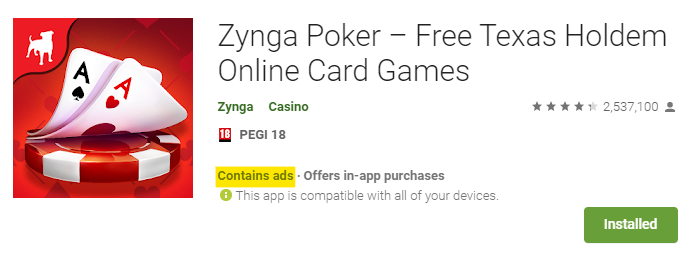 Zynga Poker – Free Texas Holdem
Online Card Games
Zynga Casino 2,537,100
18 PEGI 18
Contains ads · Offers in-app purchases
This app is compatible with all of your devices.
Installed
A
A